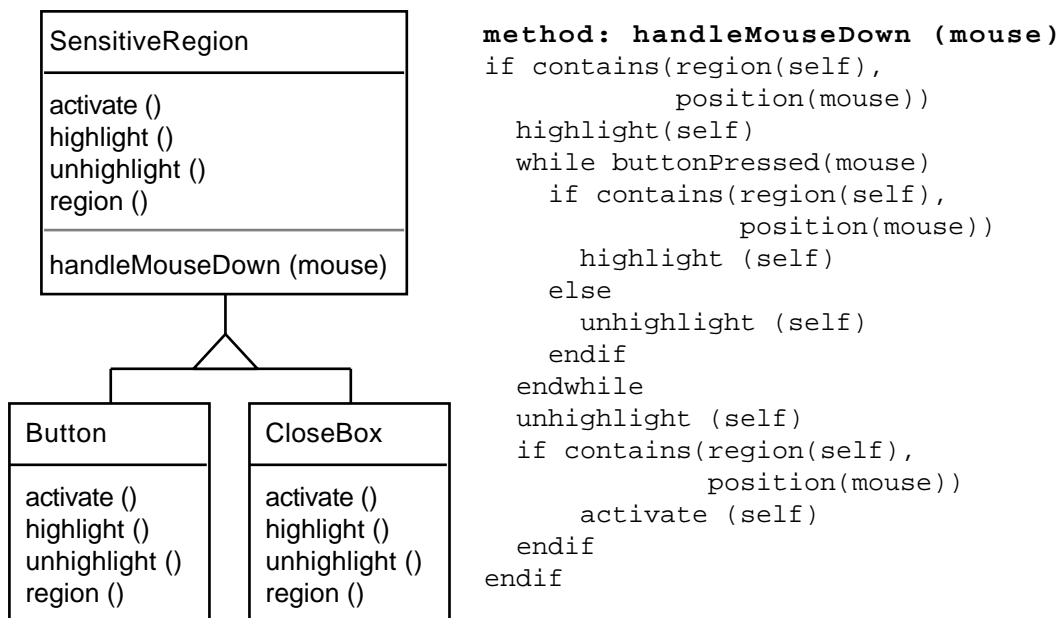 SensitiveRegion
activate ()
highlight ()
unhighlight ()
region ()
handleMouseDown (mouse)
Button
activate ()
highlight ()
unhighlight ()
region ()
CloseBox
activate ()
highlight ()
unhighlight ()
region ()
method: handleMouseDown (mouse)
if contains(region(self),
position(mouse))
highlight(self)
while buttonPressed(mouse)
if contains(region(self),
position(mouse))
highlight (self)
else
unhighlight (self)
endif
endwhile
unhighlight (self)
if contains(region(self),
position(mouse))
activate (self)
endif
endif